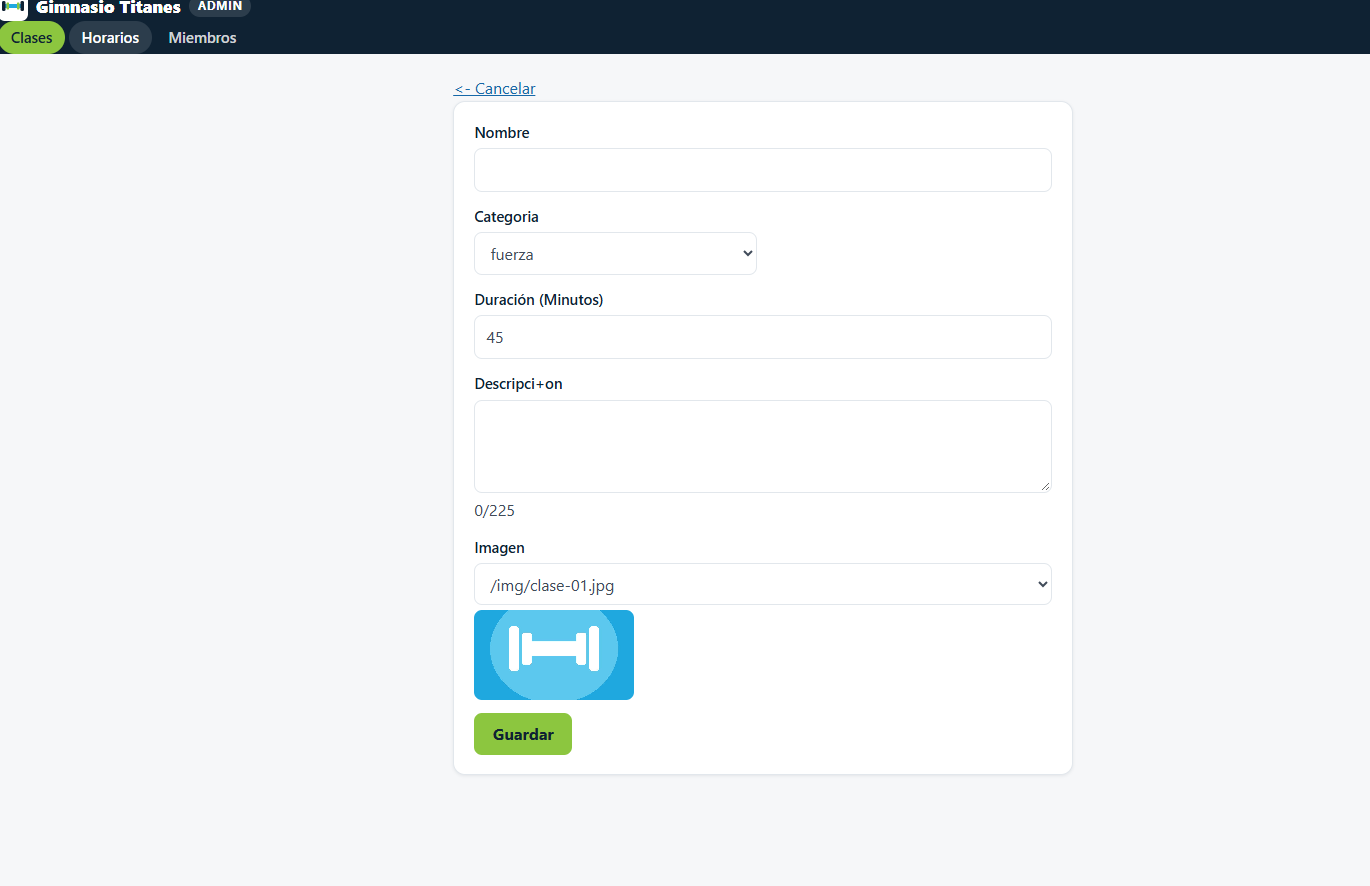 Gimnasio Titanes ADMIN
Clases Horarios Miembros
<- Cancelar
Nombre
Categoria
fuerza
Duración (Minutos)
45
Descripci+on
0/225
Imagen
/img/clase-01.jpg
Guardar